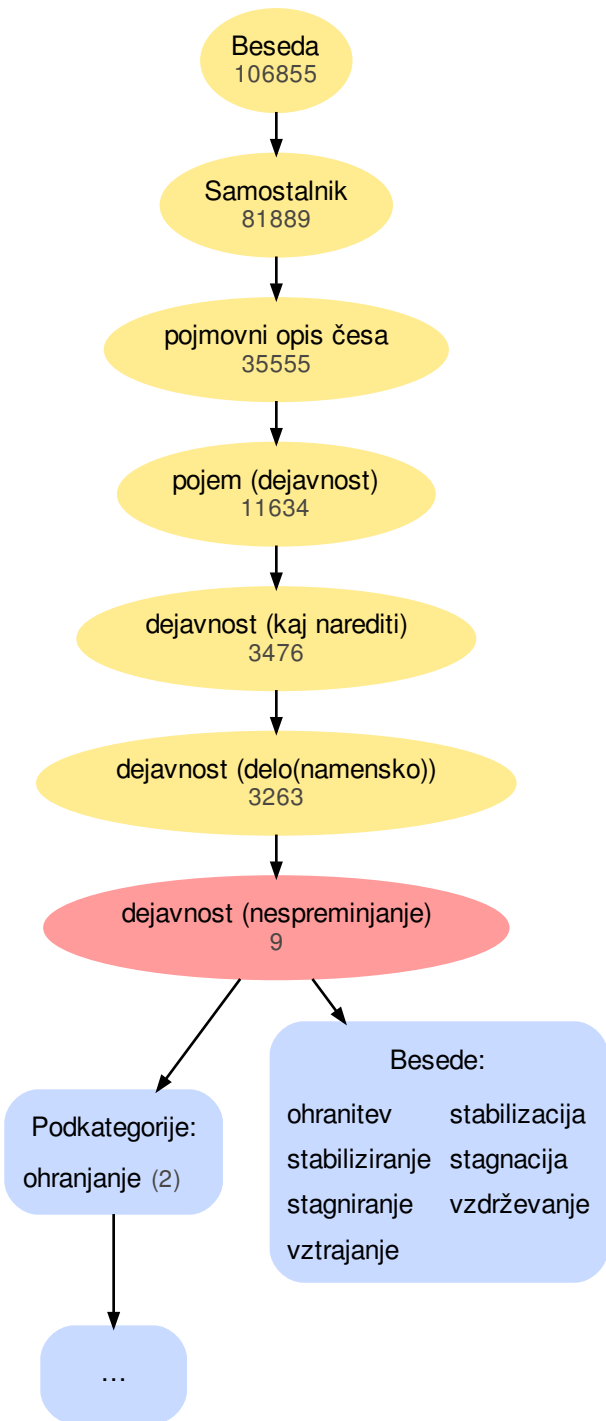 Beseda
106855
Samostalnik
81889
pojmovni opis česa
35555
pojem (dejavnost)
11634
dejavnost (kaj narediti)
3476
dejavnost (delo(namensko))
3263
dejavnost (nespreminjanje)
9
Podkategorije:
ohranjanje (2)
…
Besede:
ohranitev stabilizacija
stabiliziranje stagnacija
stagniranje vzdrževanje
vztrajanje